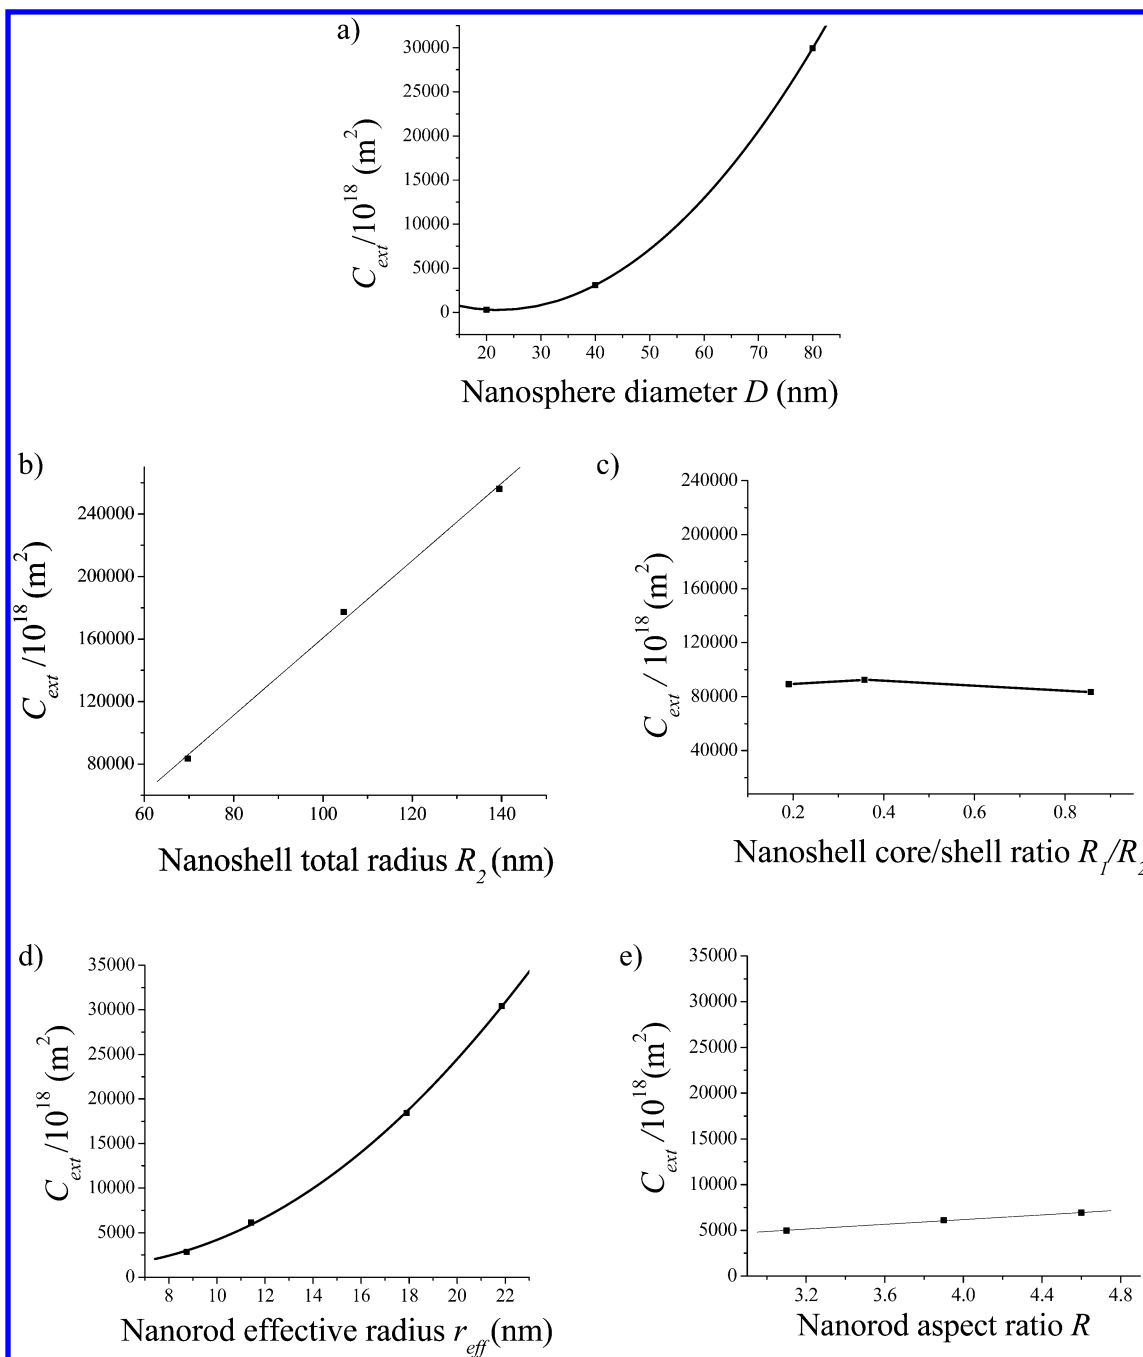 a)
30000
25000
20000
15000
10000
5000
0
C_ext/10^18 (m^2)
20 30 40 50 60 70 80
Nanosphere diameter D (nm)
b)
240000
200000
160000
120000
80000
C_ext /10^18 (m^2)
60 80 100 120 140
Nanoshell total radius R_2 (nm)
c)
240000
200000
160000
120000
80000
40000
C_ext / 10^18 (m^2)
0.2 0.4 0.6 0.8
Nanoshell core/shell ratio R_1/R_2
d)
35000
30000
25000
20000
15000
10000
5000
0
C_ext/10^18 (m^2)
8 10 12 14 16 18 20 22
Nanorod effective radius r_eff (nm)
e)
35000
30000
25000
20000
15000
10000
5000
0
C_ext /10^18 (m^2)
3.2 3.6 4.0 4.4 4.8
Nanorod aspect ratio R